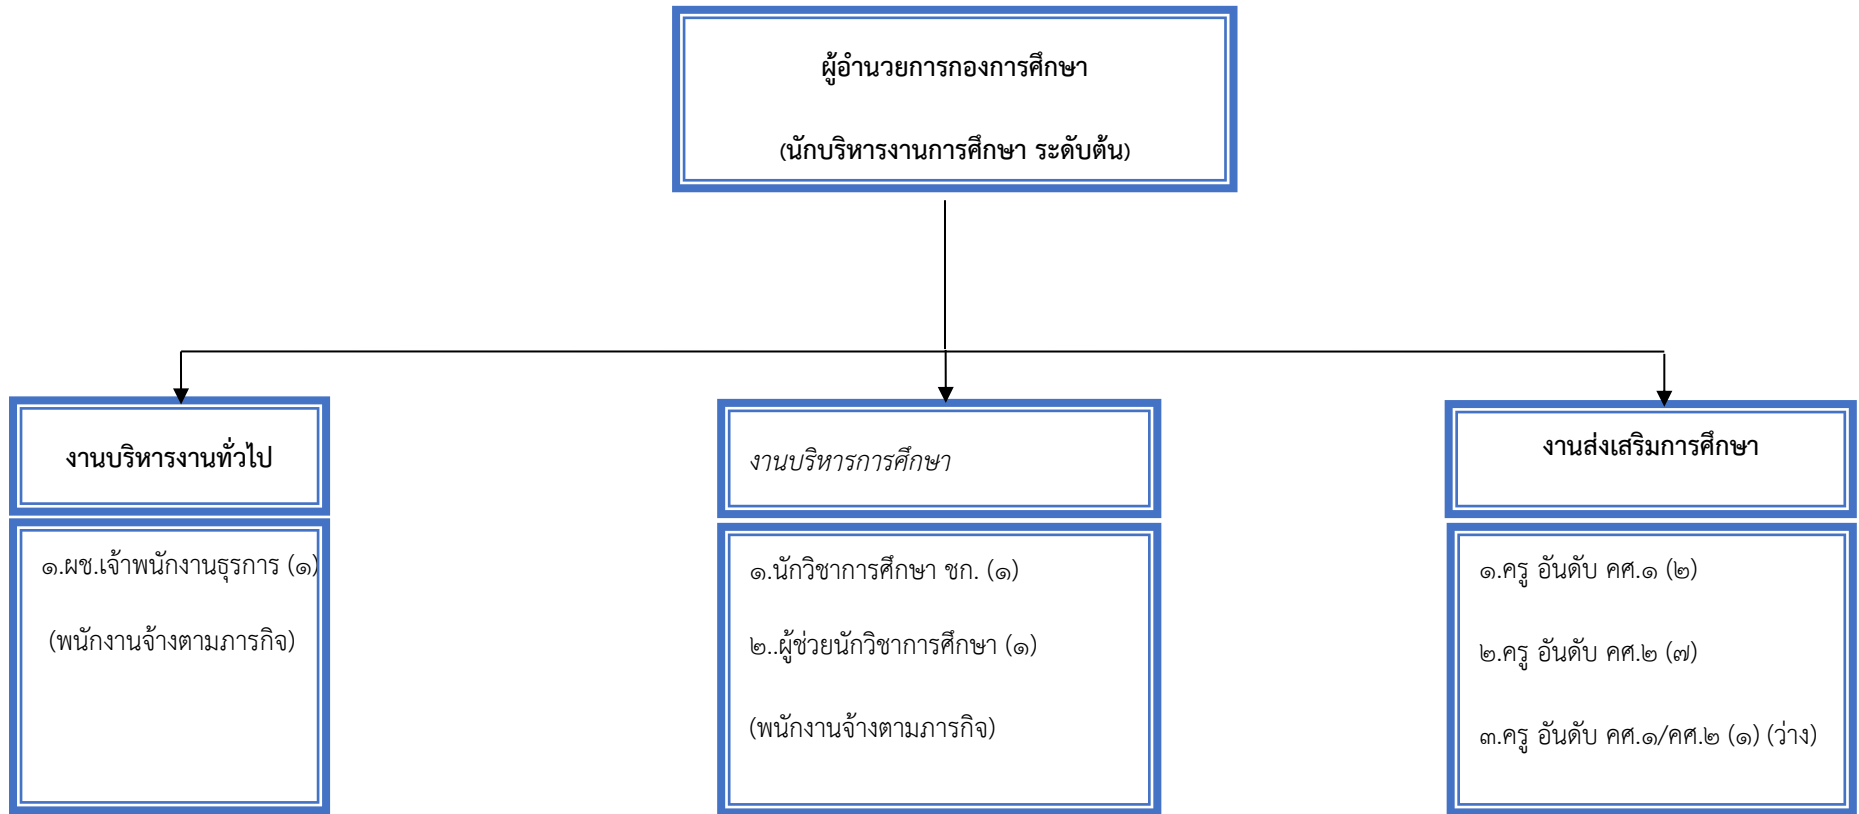 ผู้อำนวยการกองการศึกษา
(นักบริหารงานการศึกษา ระดับต้น)
งานบริหารงานทั่วไป
๑.ผช.เจ้าพนักงานธุรการ (๑)
(พนักงานจ้างตามภารกิจ)
งานบริหารการศึกษา
๑.นักวิชาการศึกษา ชก. (๑)
๒..ผู้ช่วยนักวิชาการศึกษา (๑)
(พนักงานจ้างตามภารกิจ)
งานส่งเสริมการศึกษา
๑.ครู อันดับ คศ.๑ (๒)
๒.ครู อันดับ คศ.๒ (๗)
๓.ครู อันดับ คศ.๑/คศ.๒ (๑) (ว่าง)